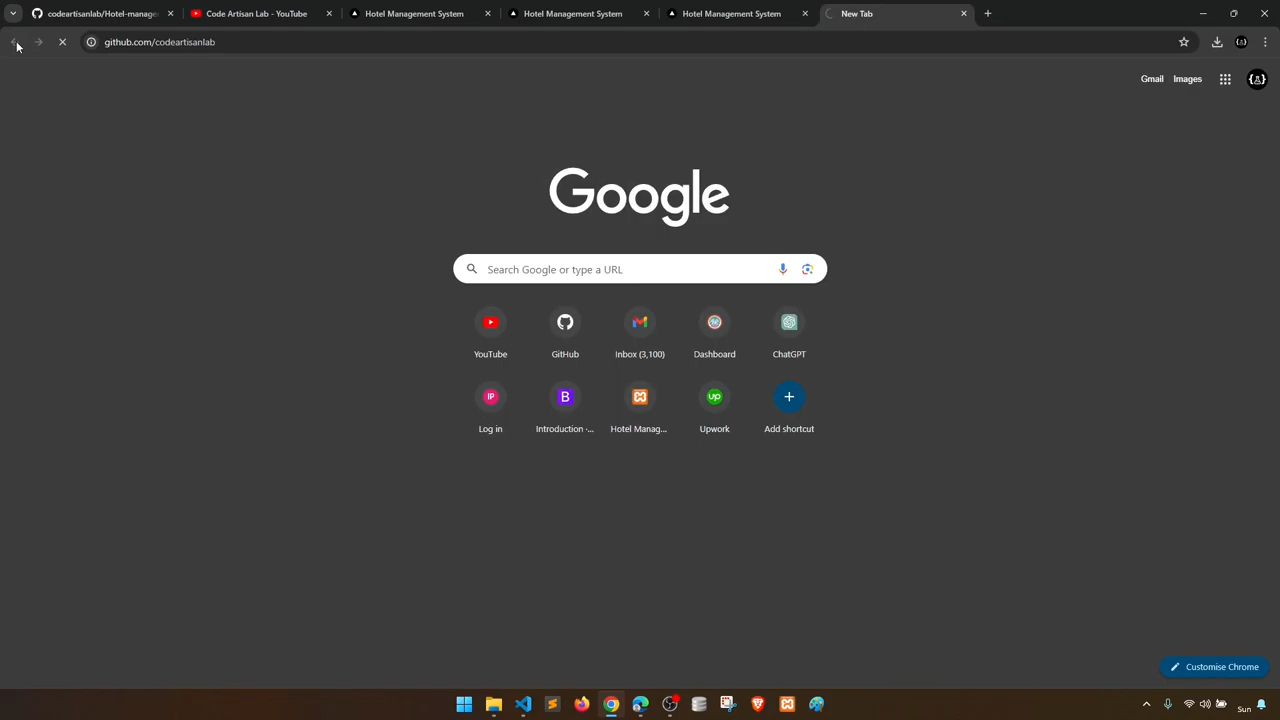 codeartisanlab/Hotel-manage
Code Artisan Lab - YouTube
Hotel Management System
Hotel Management System
Hotel Management System
New Tab
github.com/codeartisanlab
Gmail
Images
Google
Search Google or type a URL
YouTube
GitHub
Inbox (3,100)
Dashboard
ChatGPT
Log in
Introduction ·...
Hotel Manag...
Upwork
Add shortcut
Customise Chrome
Sun